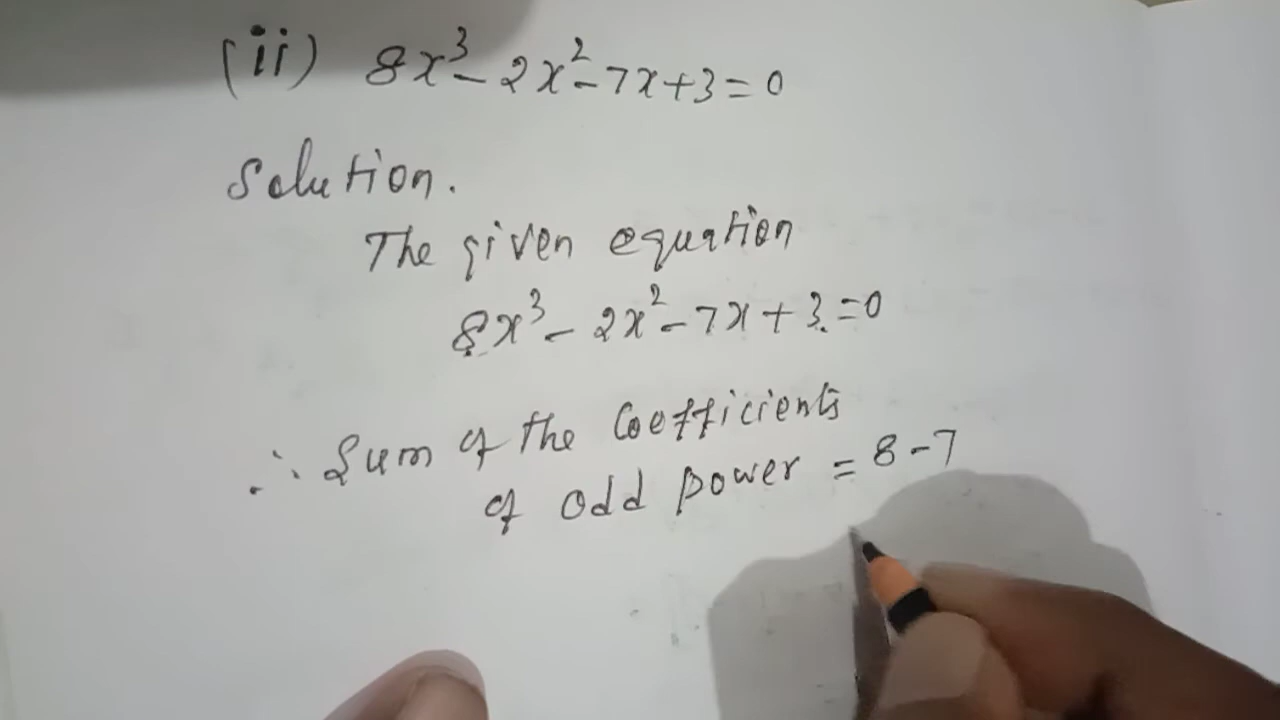 (ii) 8x³ - 2x² - 7x + 3 = 0
Solution.
The given equation
8x³ - 2x² - 7x + 3 = 0
∴ Sum of the Coefficients
of odd power = 8 - 7